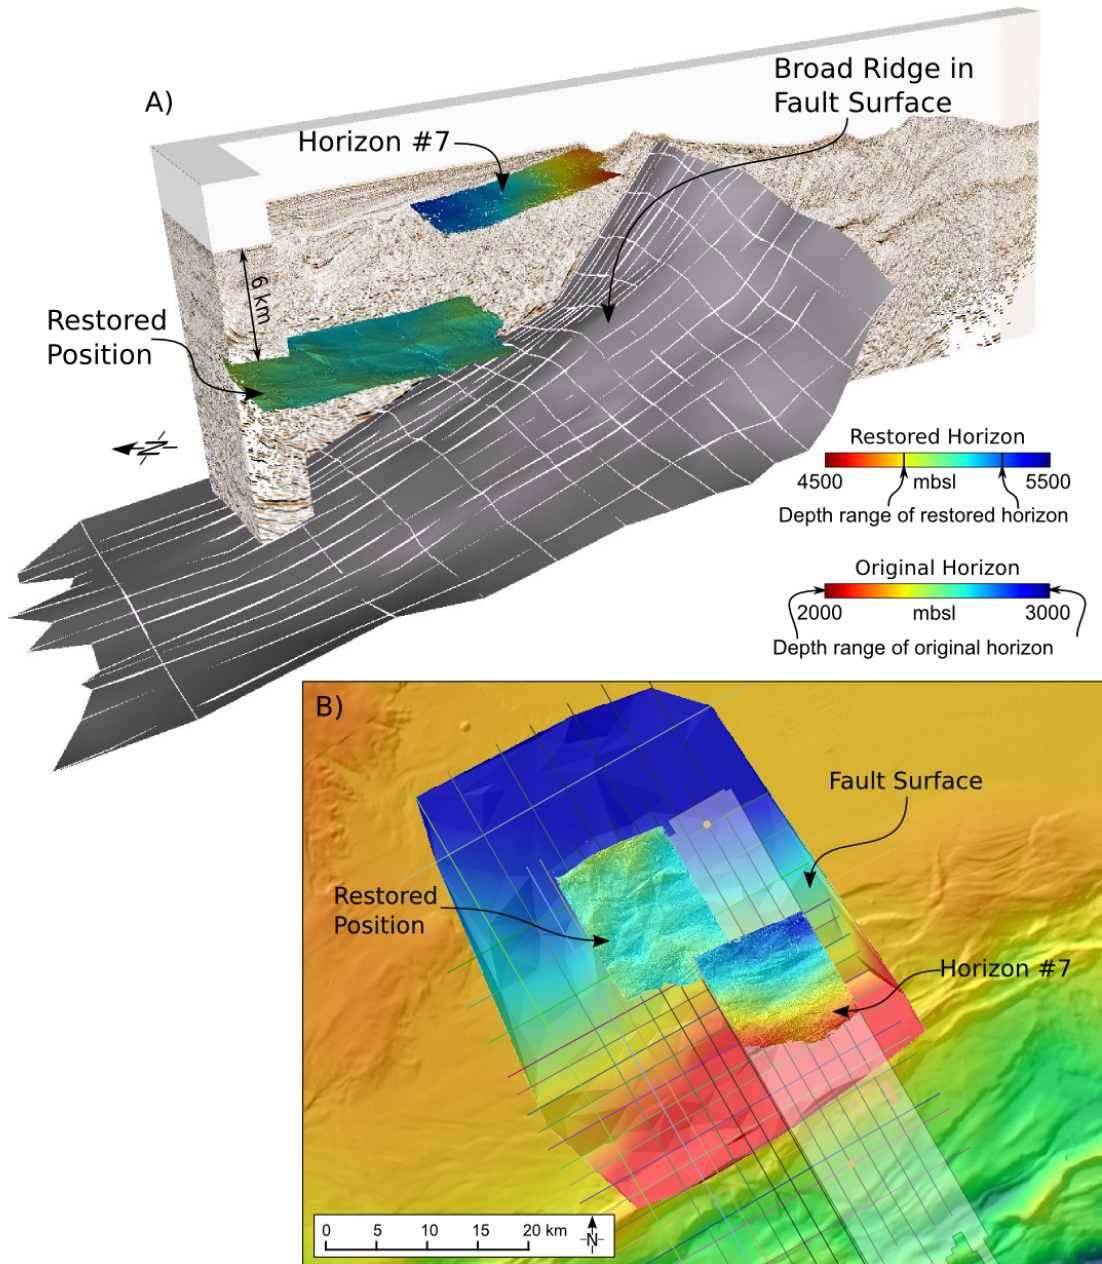 A)
Broad Ridge in
Fault Surface
Horizon #7
6 km
Restored
Position
N
Restored Horizon
4500 mbsl 5500
Depth range of restored horizon
Original Horizon
2000 mbsl 3000
Depth range of original horizon
B)
Fault Surface
Restored
Position
Horizon #7
0 5 10 15 20 km
N